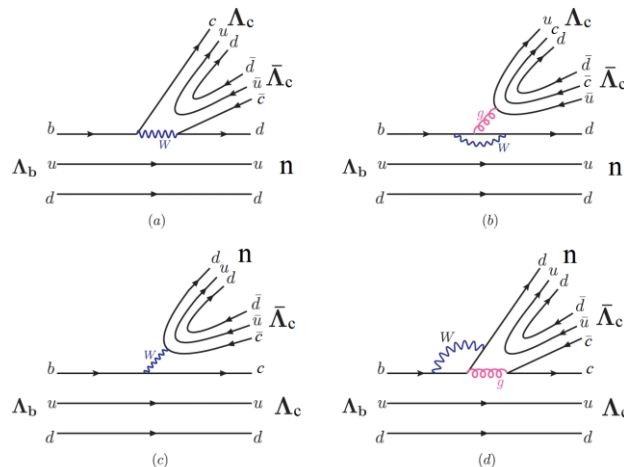 c Λc
u
d
d̄
ū Λ̄c
c̄
b W d
Λb u u n
d d
(a)
u Λc
c
d
d̄
c̄ Λ̄c
ū
g
b W d
Λb u u n
d d
(b)
n
d
u
d
d̄
ū Λ̄c
c̄
W
b c
Λb u u Λc
d d
(c)
n
d
u
d
d̄
ū Λ̄c
c̄
W
b g c
Λb u u Λc
d d
(d)